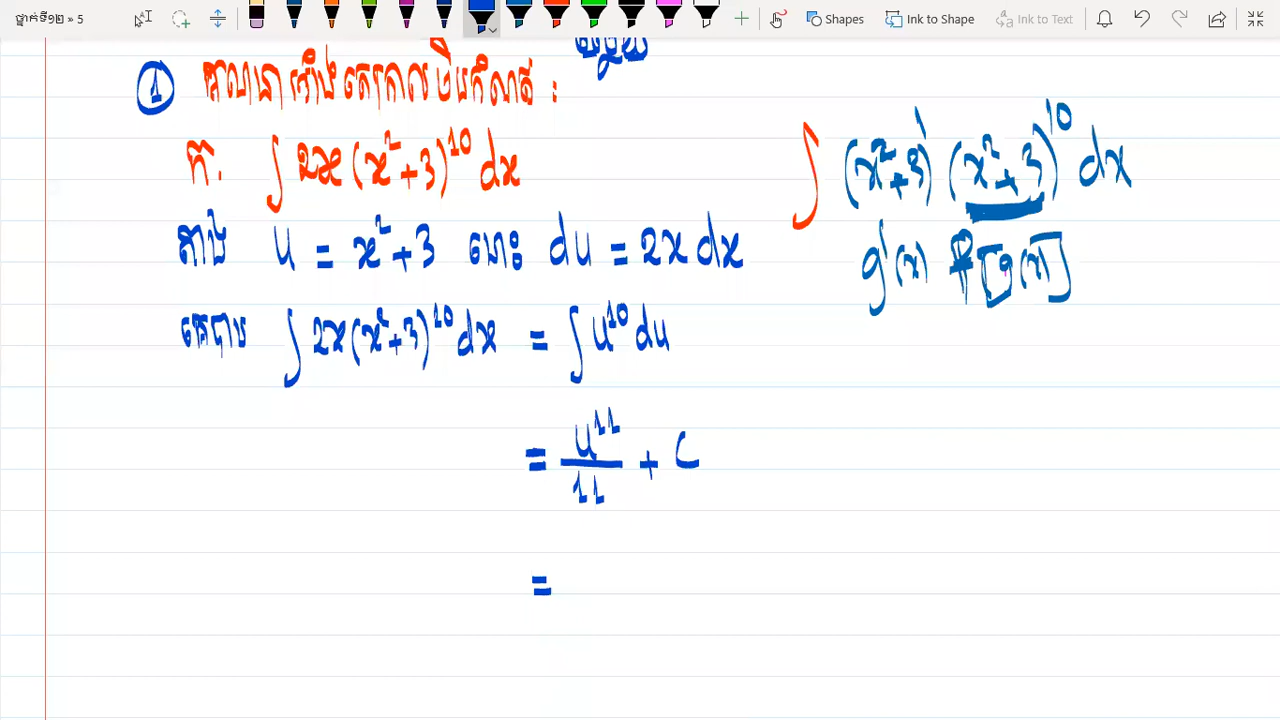 ថ្នាក់ទី១២ » 5
Shapes
Ink to Shape
Ink to Text
① គណនាអាំងតេក្រាលមិនកំណត់ :
ក. ∫ 2x (x²+3)¹⁰ dx
តាង u = x²+3 នោះ du = 2x dx
គេបាន ∫ 2x(x²+3)¹⁰ dx = ∫ u¹⁰ du
= u¹¹/11 + c
=
∫ (x²+3)' (x²+3)¹⁰ dx
g'(x) f[g(x)]